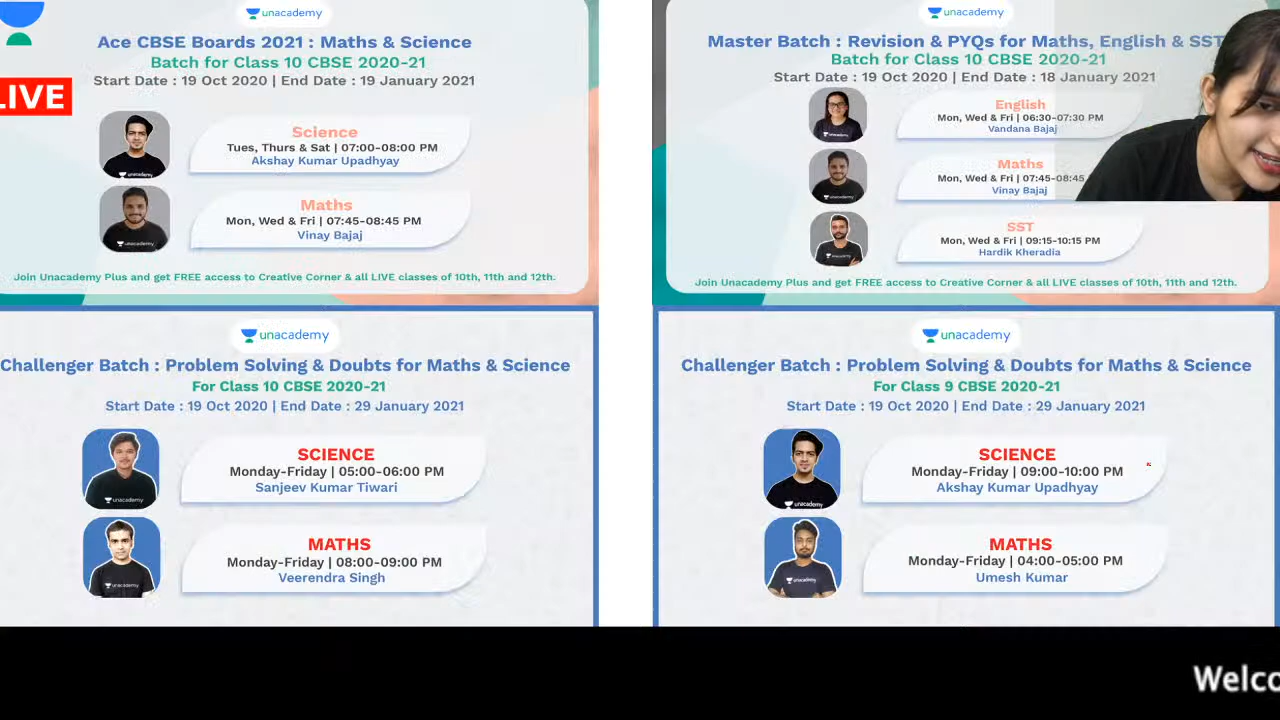 unacademy
Ace CBSE Boards 2021 : Maths & Science
Batch for Class 10 CBSE 2020-21
Start Date : 19 Oct 2020 | End Date : 19 January 2021
LIVE
Science
Tues, Thurs & Sat | 07:00-08:00 PM
Akshay Kumar Upadhyay
unacademy
Maths
Mon, Wed & Fri | 07:45-08:45 PM
Vinay Bajaj
unacademy
Join Unacademy Plus and get FREE access to Creative Corner & all LIVE classes of 10th, 11th and 12th.
unacademy
Master Batch : Revision & PYQs for Maths, English & SST
Batch for Class 10 CBSE 2020-21
Start Date : 19 Oct 2020 | End Date : 18 January 2021
English
Mon, Wed & Fri | 06:30-07:30 PM
Vandana Bajaj
unacademy
Maths
Mon, Wed & Fri | 07:45-08:45
Vinay Bajaj
unacademy
SST
Mon, Wed & Fri | 09:15-10:15 PM
Hardik Kheradia
unacademy
Join Unacademy Plus and get FREE access to Creative Corner & all LIVE classes of 10th, 11th and 12th.
unacademy
Challenger Batch : Problem Solving & Doubts for Maths & Science
For Class 10 CBSE 2020-21
Start Date : 19 Oct 2020 | End Date : 29 January 2021
SCIENCE
Monday-Friday | 05:00-06:00 PM
Sanjeev Kumar Tiwari
unacademy
MATHS
Monday-Friday | 08:00-09:00 PM
Veerendra Singh
unacademy
unacademy
Challenger Batch : Problem Solving & Doubts for Maths & Science
For Class 9 CBSE 2020-21
Start Date : 19 Oct 2020 | End Date : 29 January 2021
SCIENCE
Monday-Friday | 09:00-10:00 PM
Akshay Kumar Upadhyay
unacademy
MATHS
Monday-Friday | 04:00-05:00 PM
Umesh Kumar
unacademy
Welco